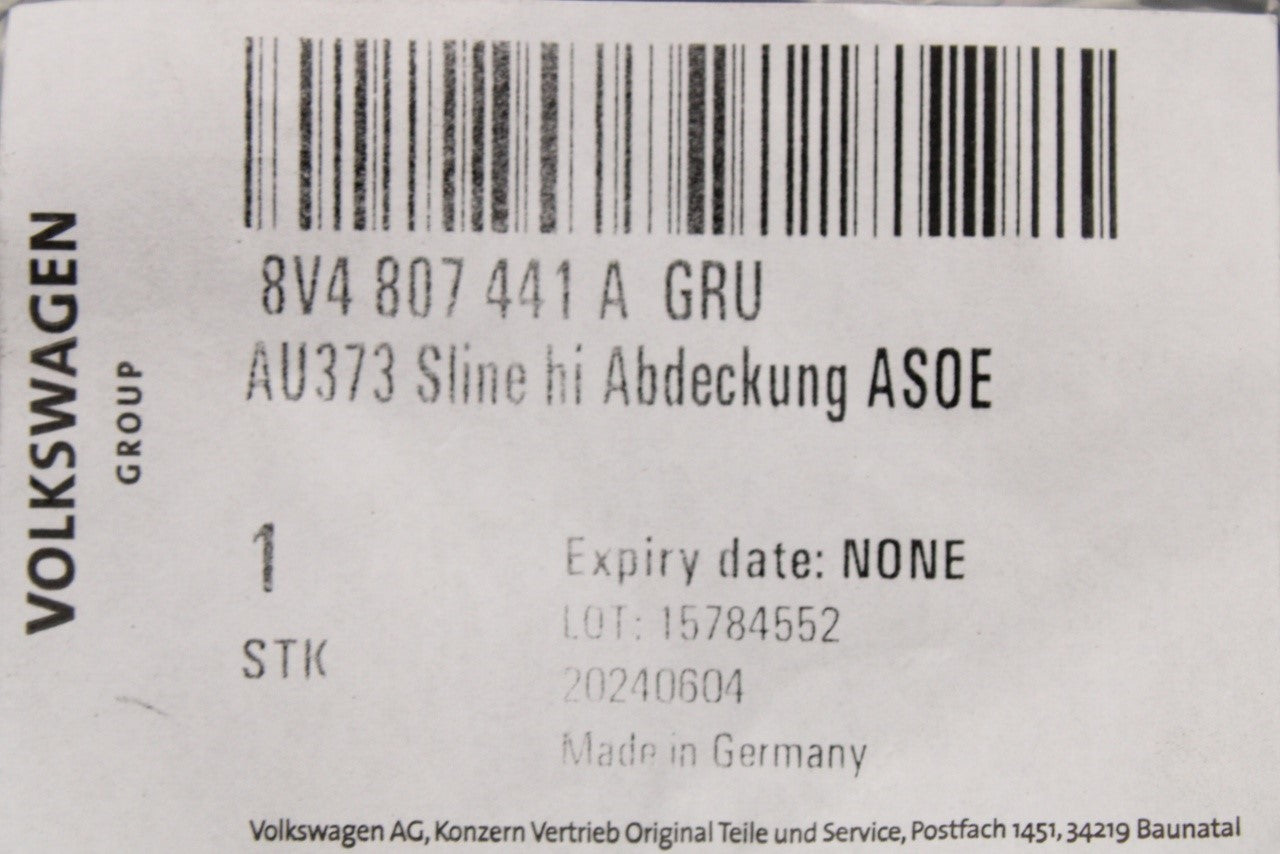 VOLKSWAGEN
GROUP
8V4 807 441 A GRU
AU373 Sline hi Abdeckung ASOE
1
STK
Expiry date: NONE
LOT: 15784552
20240604
Made in Germany
Volkswagen AG, Konzern Vertrieb Original Teile und Service, Postfach 1451, 34219 Baunatal